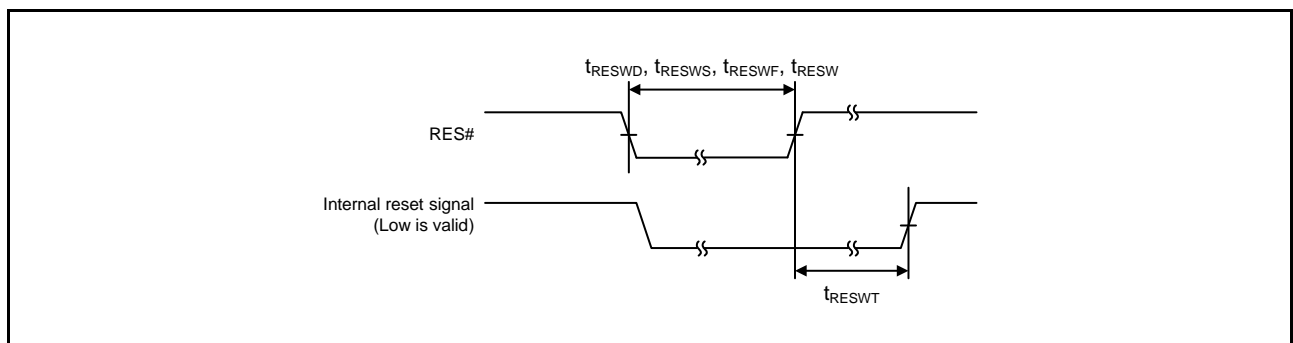 tRESWD, tRESWS, tRESWF, tRESW
RES#
Internal reset signal
(Low is valid)
tRESWT